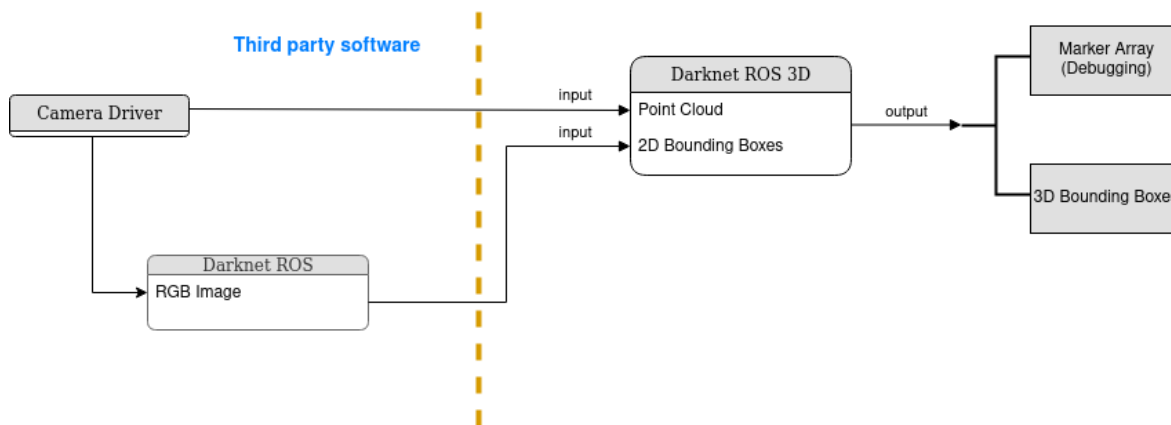 Third party software
Camera Driver
Darknet ROS
RGB Image
input
input
Darknet ROS 3D
Point Cloud
2D Bounding Boxes
output
Marker Array
(Debugging)
3D Bounding Boxe